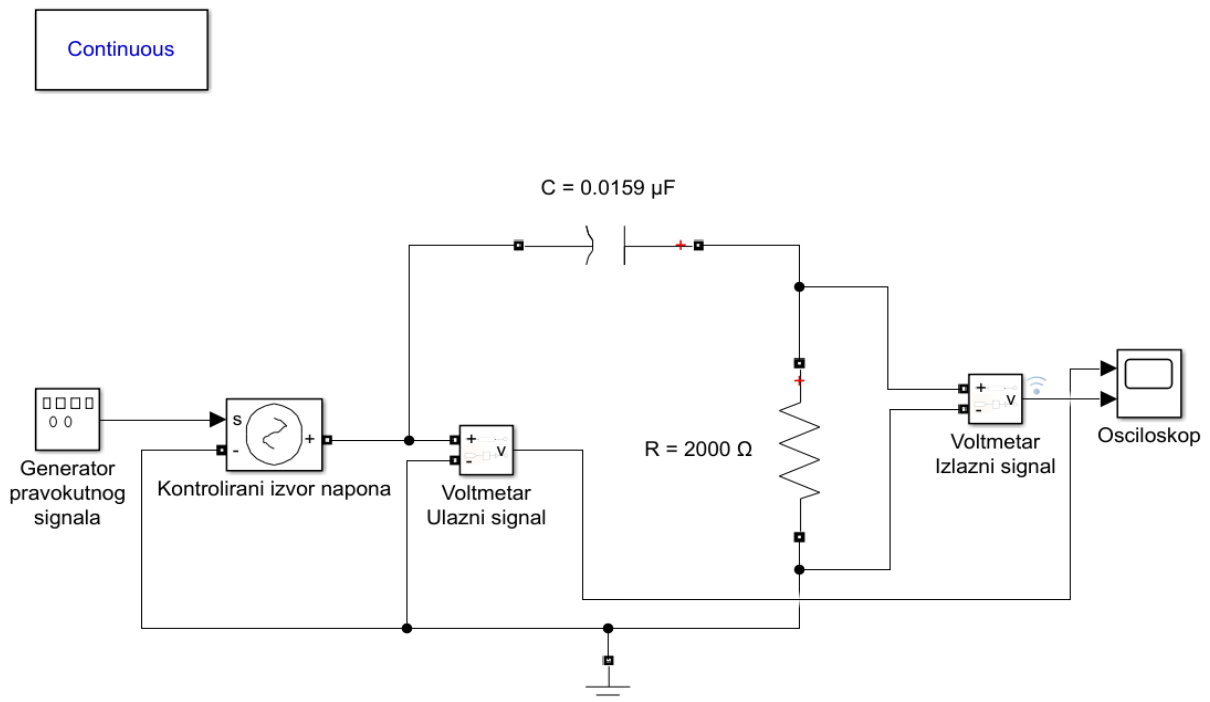 Continuous
C = 0.0159 µF
s
-
+
Generator
pravokutnog
signala
Kontrolirani izvor napona
+
-
v
Voltmetar
Ulazni signal
+
R = 2000 Ω
+
+
-
v
Voltmetar
Izlazni signal
Osciloskop